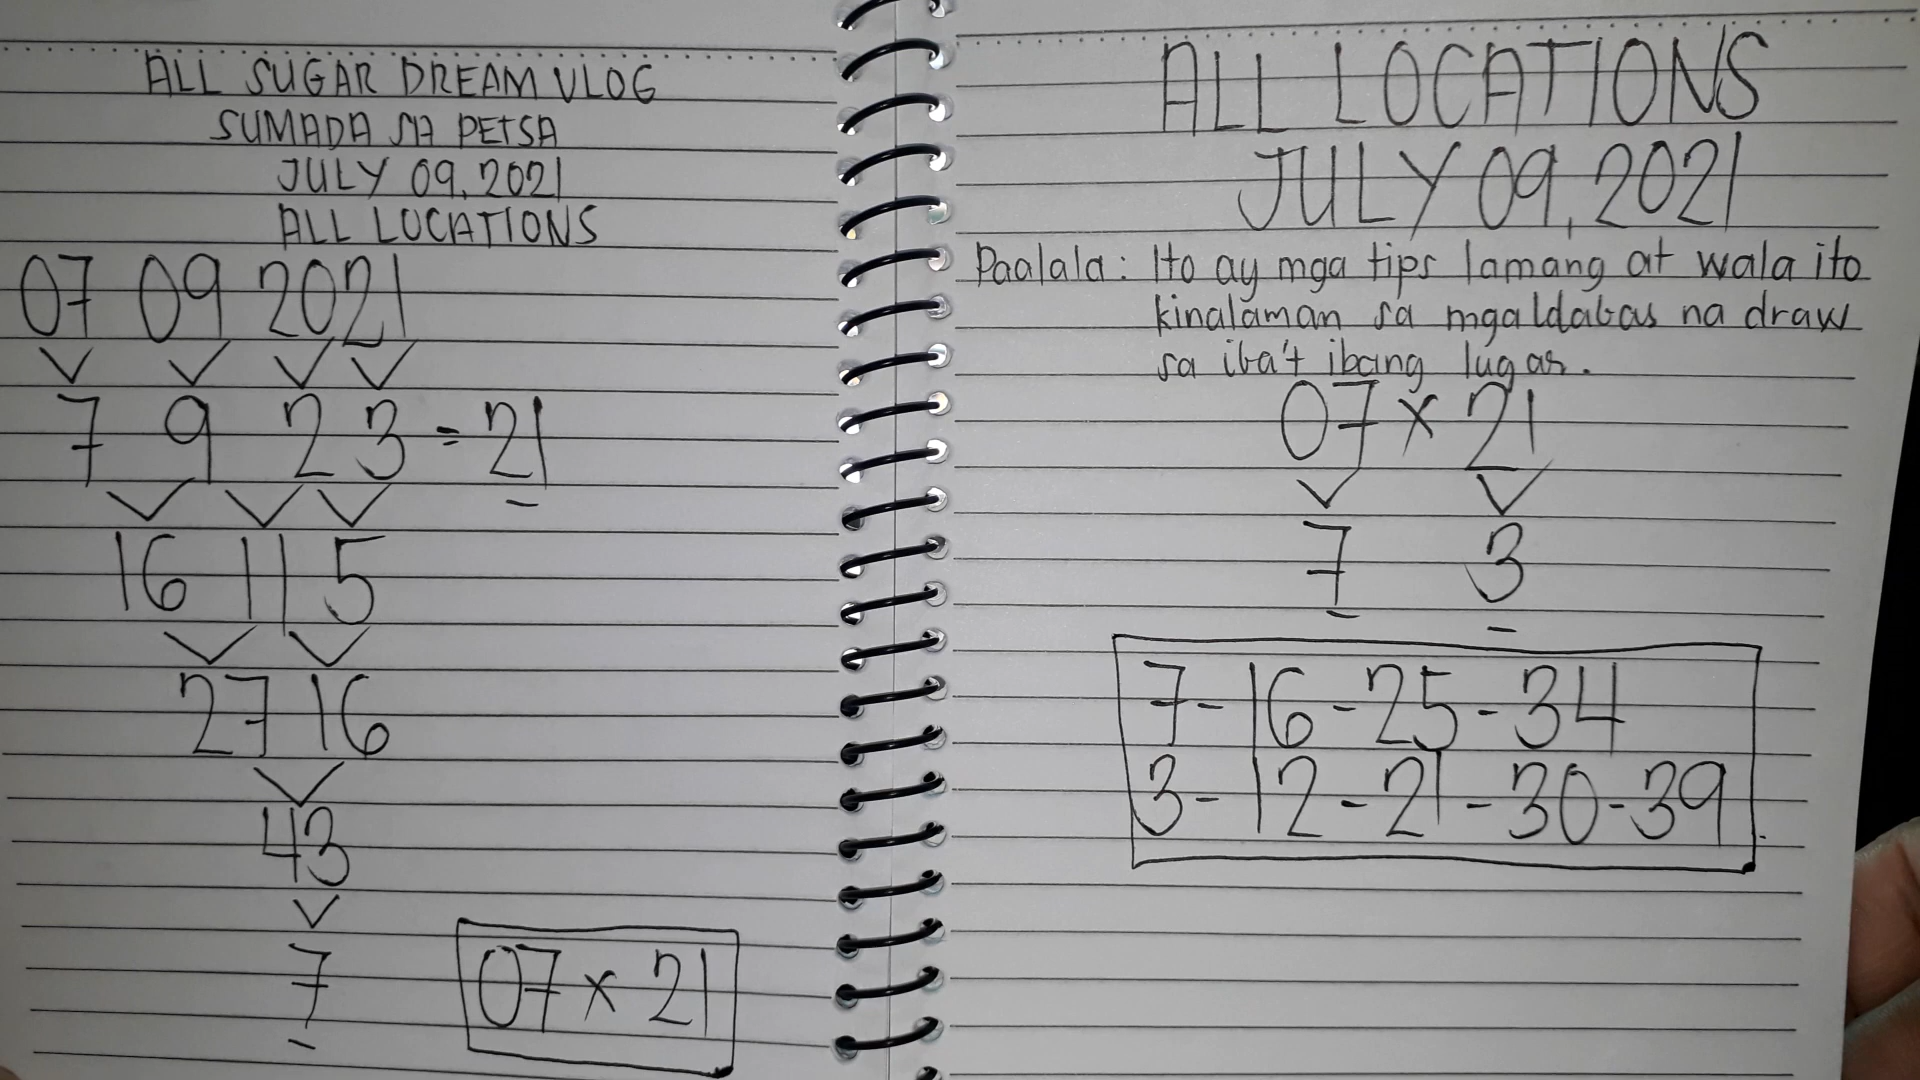 ALL SUGAR DREAM VLOG
SUMADA SA PETSA
JULY 09, 2021
ALL LOCATIONS
07 09 2021
7 9 2 3 = 21
16 11 5
27 16
43
7
07 x 21
ALL LOCATIONS
JULY 09, 2021
Paalala: Ito ay mga tips lamang at wala ito
kinalaman sa mga ldabas na draw
sa iba't ibang lugar.
07 x 21
7 3
7-16-25-34
3-12-21-30-39